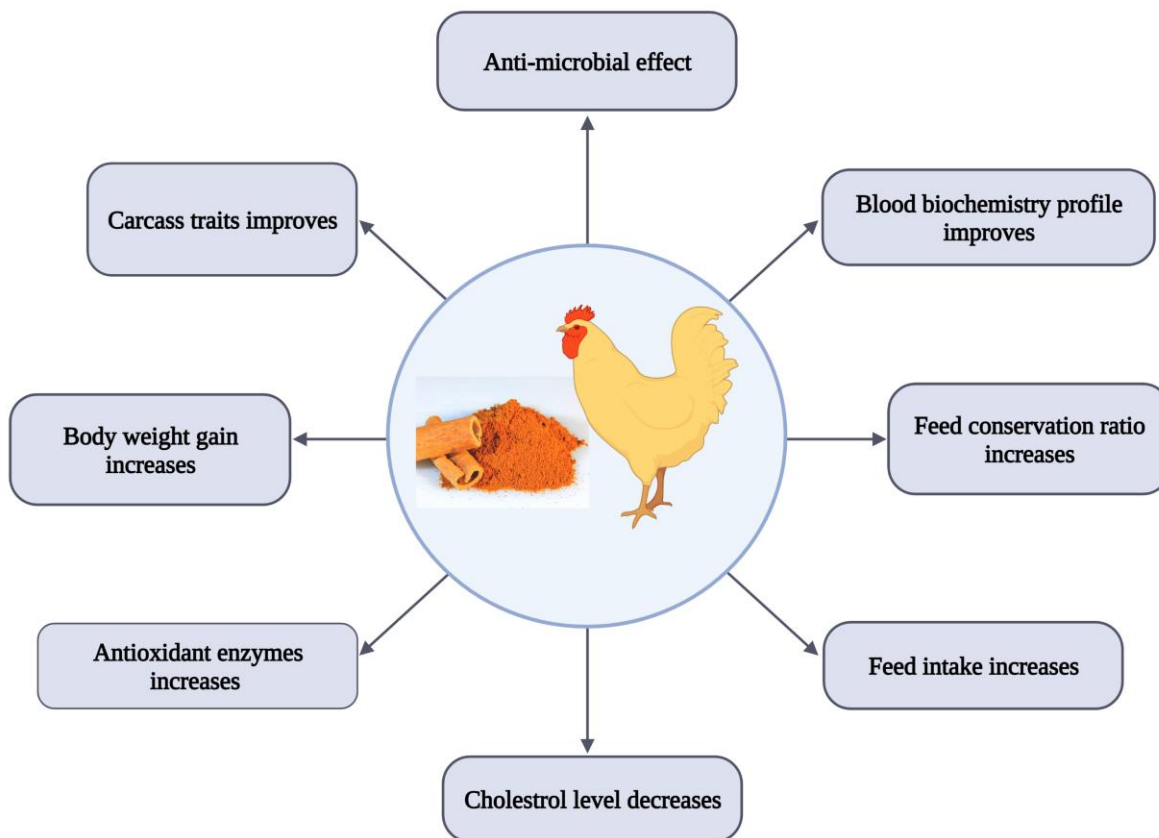 Anti-microbial effect
Carcass traits improves
Blood biochemistry profile
improves
Body weight gain
increases
Feed conservation ratio
increases
Antioxidant enzymes
increases
Feed intake increases
Cholestrol level decreases